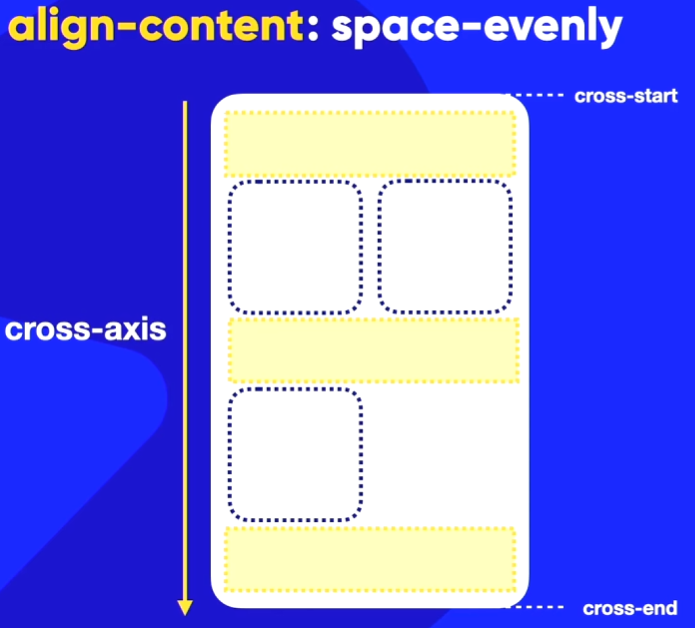 align-content: space-evenly
cross-start
cross-axis
cross-end